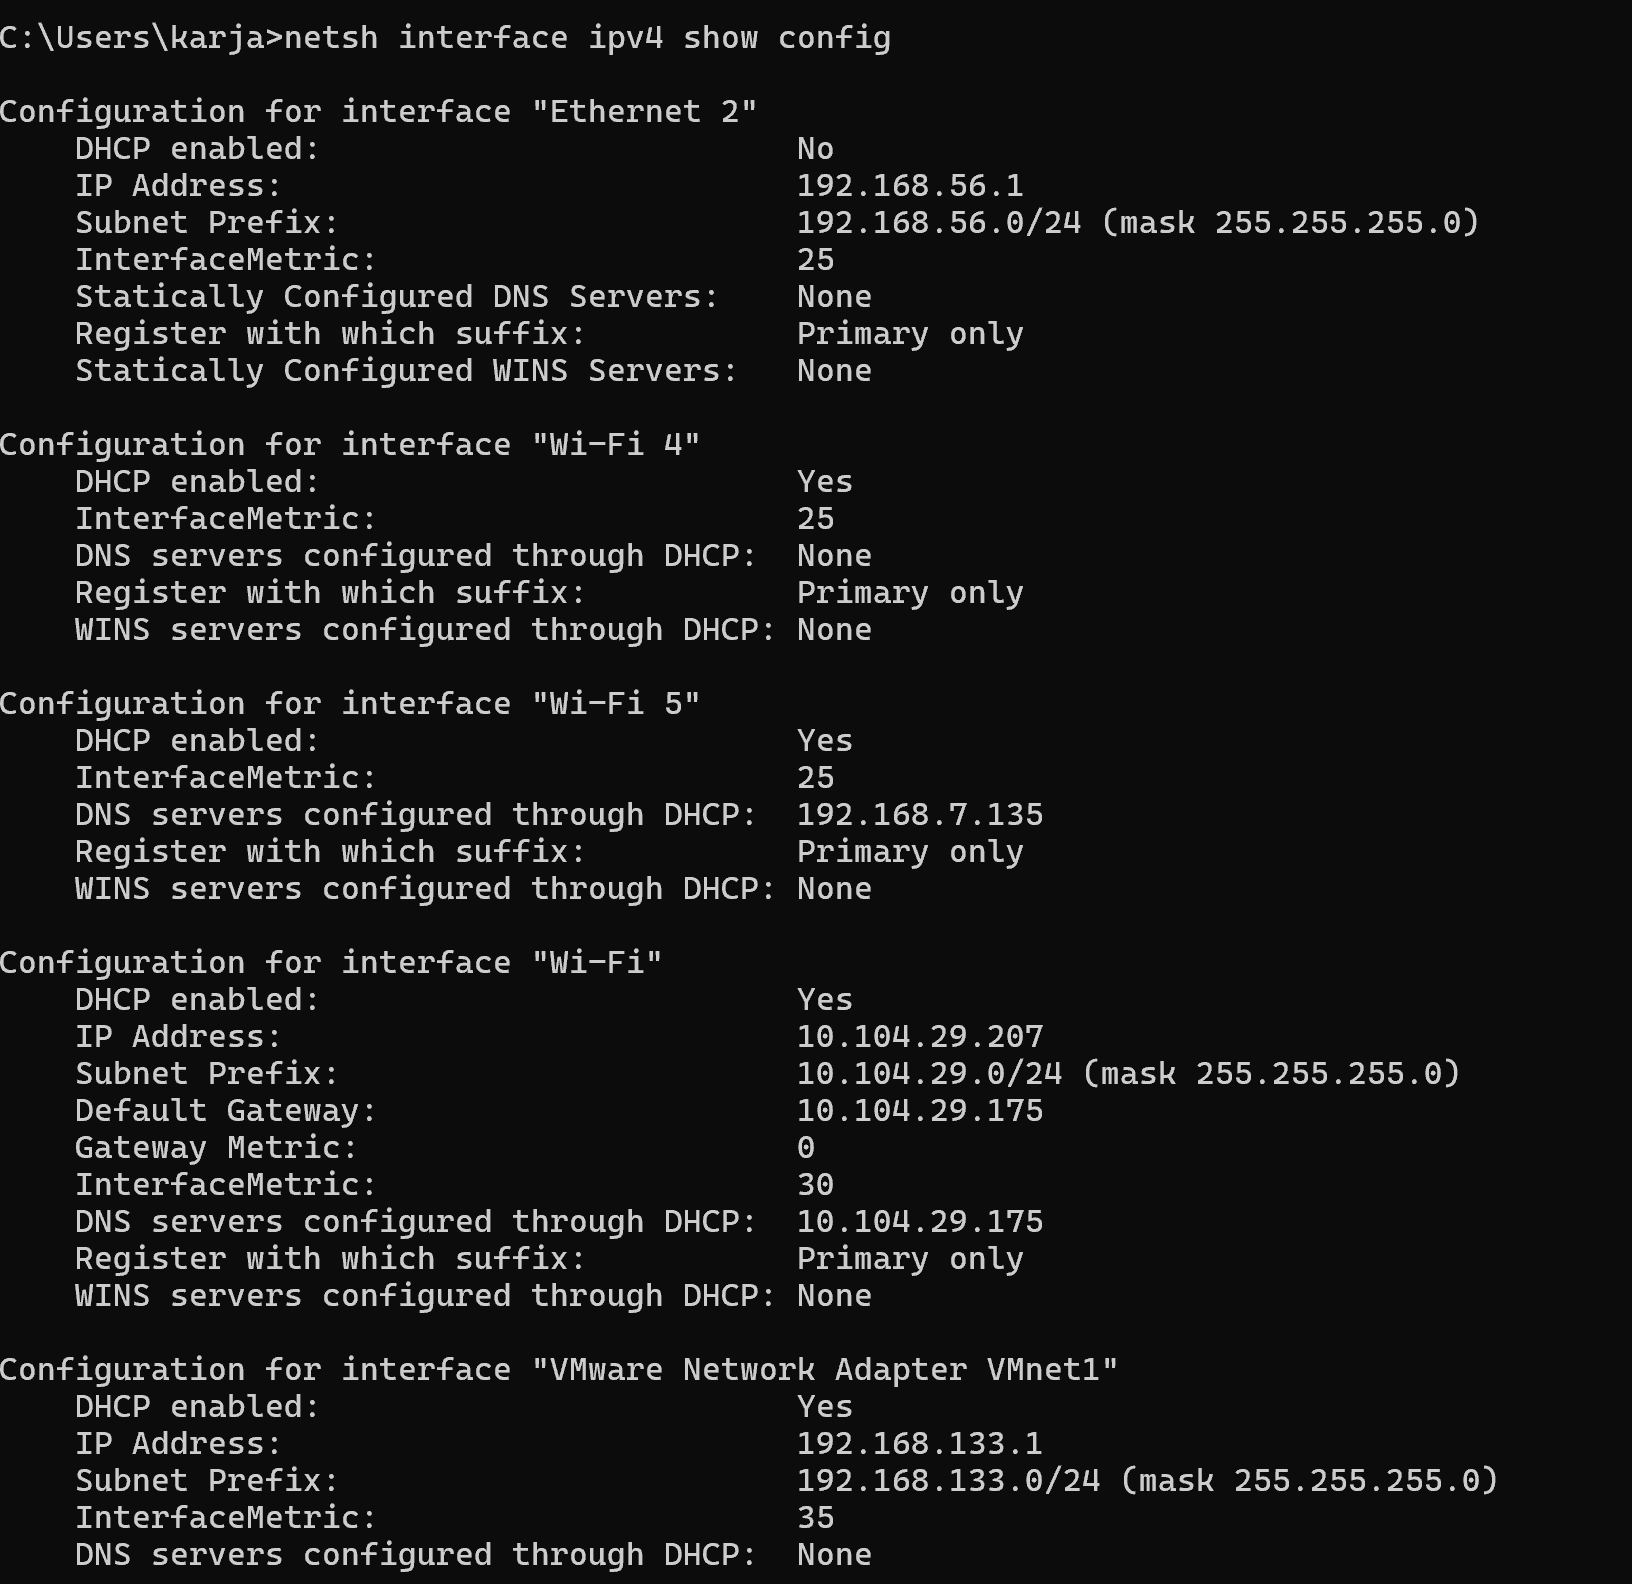 C:\Users\karja>netsh interface ipv4 show config
Configuration for interface "Ethernet 2"
DHCP enabled: No
IP Address: 192.168.56.1
Subnet Prefix: 192.168.56.0/24 (mask 255.255.255.0)
InterfaceMetric: 25
Statically Configured DNS Servers: None
Register with which suffix: Primary only
Statically Configured WINS Servers: None
Configuration for interface "Wi-Fi 4"
DHCP enabled: Yes
InterfaceMetric: 25
DNS servers configured through DHCP: None
Register with which suffix: Primary only
WINS servers configured through DHCP: None
Configuration for interface "Wi-Fi 5"
DHCP enabled: Yes
InterfaceMetric: 25
DNS servers configured through DHCP: 192.168.7.135
Register with which suffix: Primary only
WINS servers configured through DHCP: None
Configuration for interface "Wi-Fi"
DHCP enabled: Yes
IP Address: 10.104.29.207
Subnet Prefix: 10.104.29.0/24 (mask 255.255.255.0)
Default Gateway: 10.104.29.175
Gateway Metric: 0
InterfaceMetric: 30
DNS servers configured through DHCP: 10.104.29.175
Register with which suffix: Primary only
WINS servers configured through DHCP: None
Configuration for interface "VMware Network Adapter VMnet1"
DHCP enabled: Yes
IP Address: 192.168.133.1
Subnet Prefix: 192.168.133.0/24 (mask 255.255.255.0)
InterfaceMetric: 35
DNS servers configured through DHCP: None